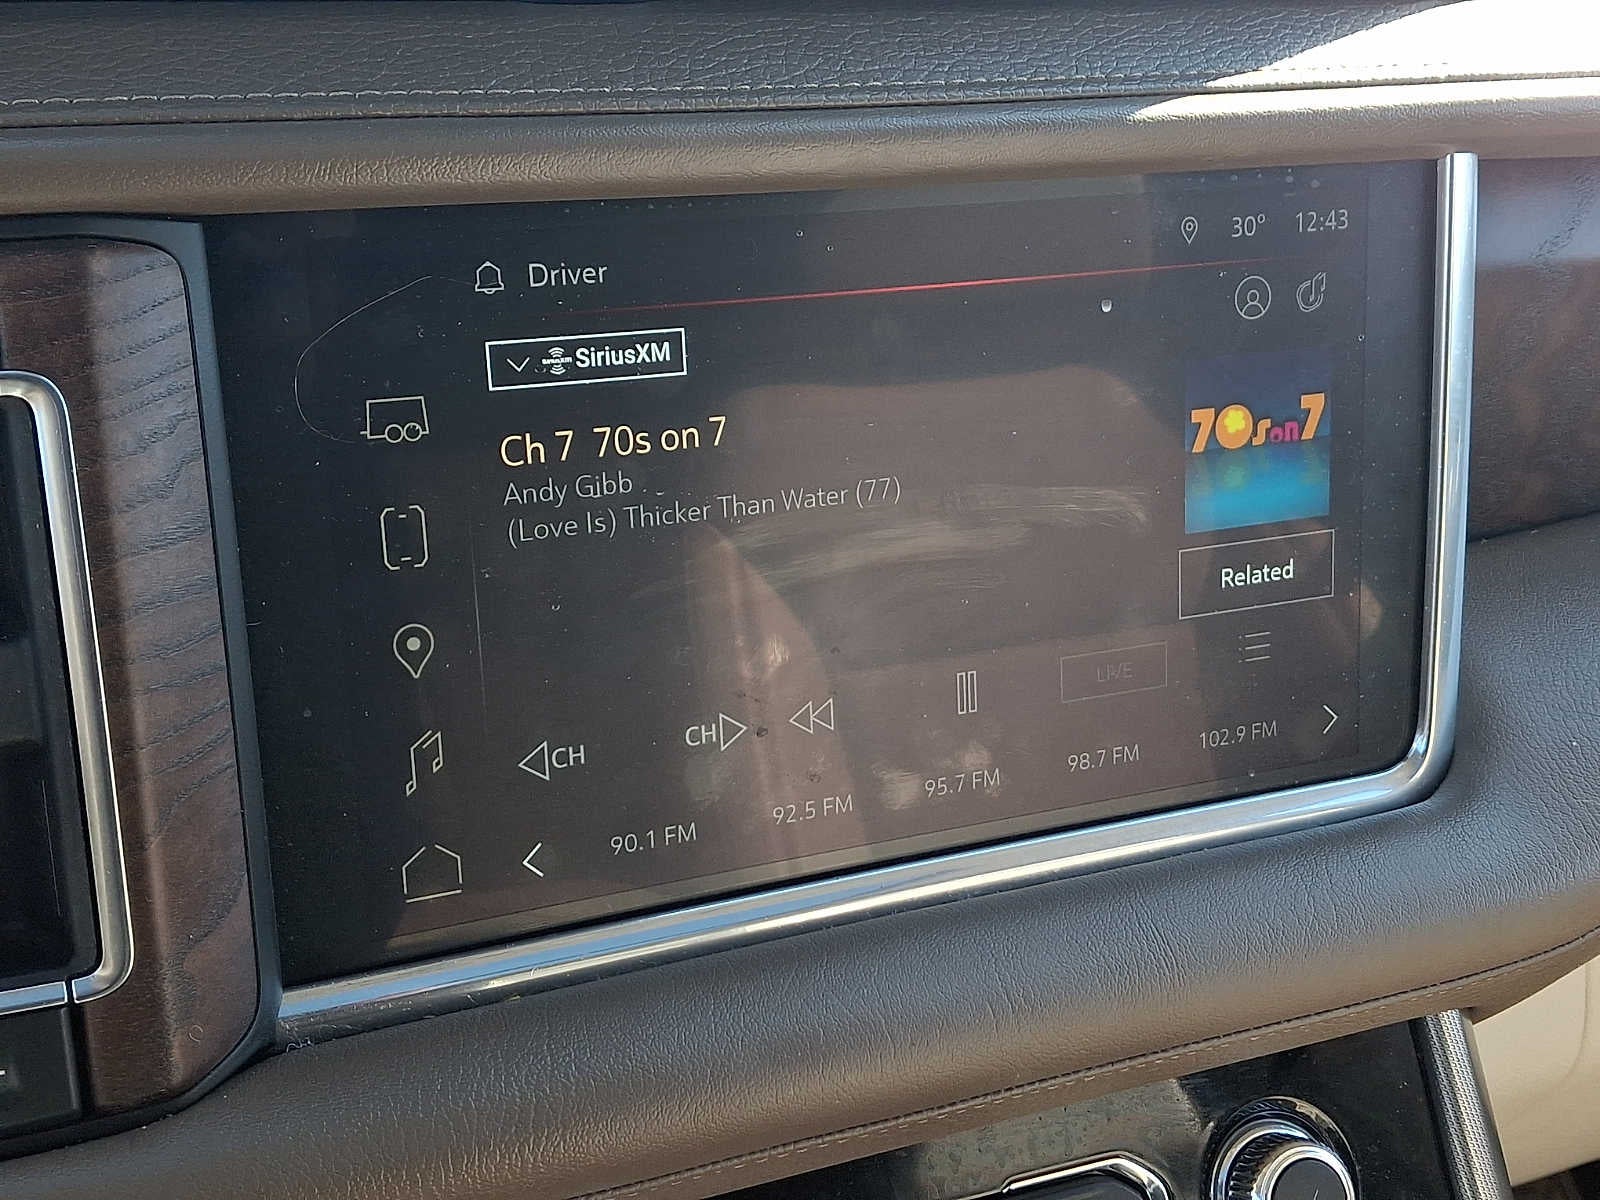 30° 12:43
Driver
SiriusXM
Ch 7 70s on 7
Andy Gibb
(Love Is) Thicker Than Water (77)
70s on 7
Related
LIVE
CH
CH
90.1 FM
92.5 FM
95.7 FM
98.7 FM
102.9 FM